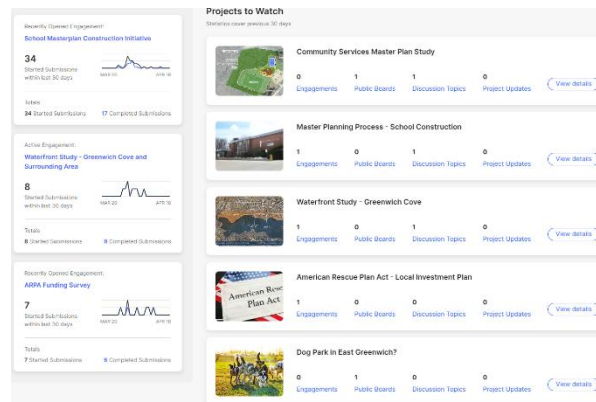 Recently Opened Engagement:
School Masterplan Construction Initiative
34
Started Submissions
within last 30 days
MAR 20
APR 18
Totals
34 Started Submissions
17 Completed Submissions
Active Engagement:
Waterfront Study - Greenwich Cove and
Surrounding Area
8
Started Submissions
within last 30 days
MAR 20
APR 18
Totals
8 Started Submissions
8 Completed Submissions
Recently Opened Engagement:
ARPA Funding Survey
7
Started Submissions
within last 30 days
MAR 20
APR 18
Totals
7 Started Submissions
Completed Submissions
Projects to Watch
Statistics cover previous 30 days
Community Services Master Plan Study
0 1 1 0
Engagements Public Boards Discussion Topics Project Updates
View details
Master Planning Process - School Construction
1 0 1 0
Engagements Public Boards Discussion Topics Project Updates
View details
Waterfront Study - Greenwich Cove
1 0 1 0
Engagements Public Boards Discussion Topics Project Updates
View details
American Rescue Plan Act - Local Investment Plan
American Resc
Plan Act
1 0 0 0
Engagements Public Boards Discussion Topics Project Updates
View details
Dog Park in East Greenwich?
0 1 0 0
Engagements Public Boards Discussion Topics Project Updates
View details